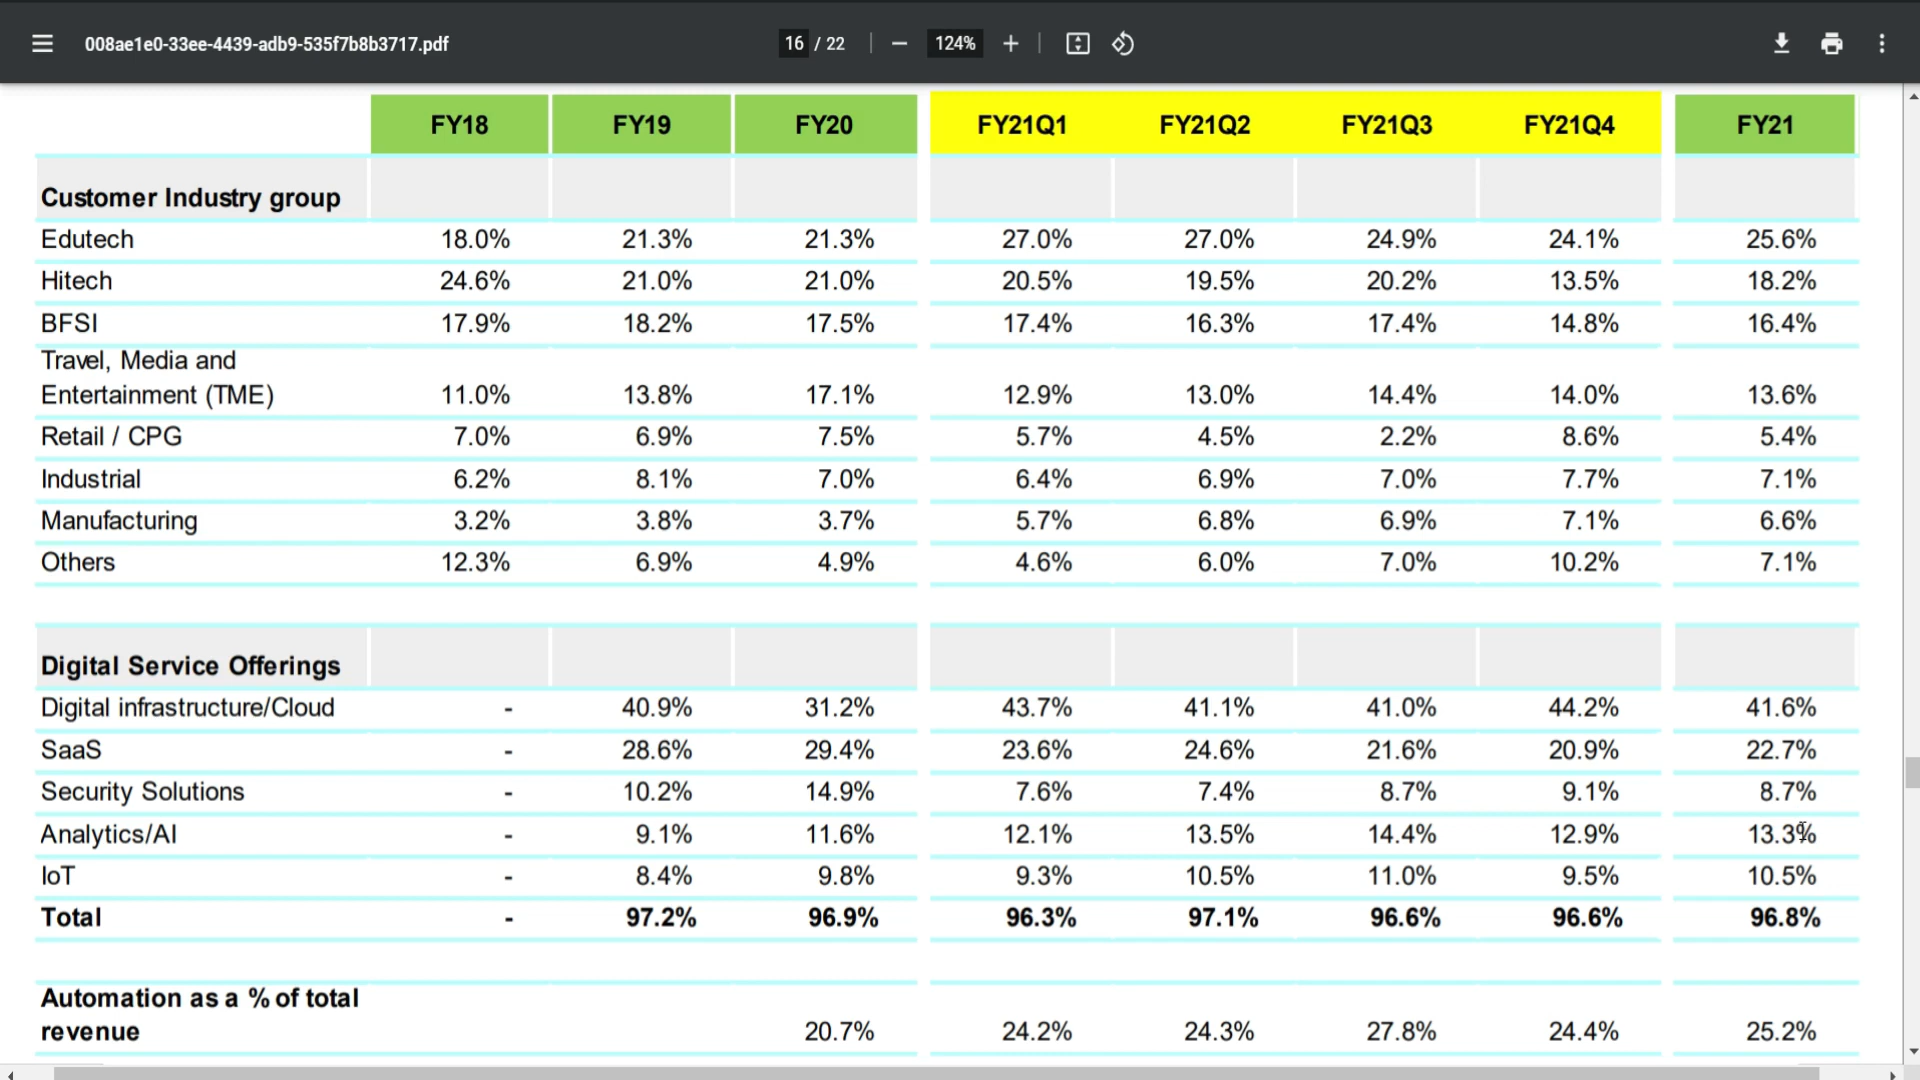 008ae1e0-33ee-4439-adb9-535f7b8b3717.pdf 16 / 22 124%
FY18 FY19 FY20 FY21Q1 FY21Q2 FY21Q3 FY21Q4 FY21
Customer Industry group
Edutech 18.0% 21.3% 21.3% 27.0% 27.0% 24.9% 24.1% 25.6%
Hitech 24.6% 21.0% 21.0% 20.5% 19.5% 20.2% 13.5% 18.2%
BFSI 17.9% 18.2% 17.5% 17.4% 16.3% 17.4% 14.8% 16.4%
Travel, Media and
Entertainment (TME) 11.0% 13.8% 17.1% 12.9% 13.0% 14.4% 14.0% 13.6%
Retail / CPG 7.0% 6.9% 7.5% 5.7% 4.5% 2.2% 8.6% 5.4%
Industrial 6.2% 8.1% 7.0% 6.4% 6.9% 7.0% 7.7% 7.1%
Manufacturing 3.2% 3.8% 3.7% 5.7% 6.8% 6.9% 7.1% 6.6%
Others 12.3% 6.9% 4.9% 4.6% 6.0% 7.0% 10.2% 7.1%
Digital Service Offerings
Digital infrastructure/Cloud - 40.9% 31.2% 43.7% 41.1% 41.0% 44.2% 41.6%
SaaS - 28.6% 29.4% 23.6% 24.6% 21.6% 20.9% 22.7%
Security Solutions - 10.2% 14.9% 7.6% 7.4% 8.7% 9.1% 8.7%
Analytics/AI - 9.1% 11.6% 12.1% 13.5% 14.4% 12.9% 13.3%
IoT - 8.4% 9.8% 9.3% 10.5% 11.0% 9.5% 10.5%
Total - 97.2% 96.9% 96.3% 97.1% 96.6% 96.6% 96.8%
Automation as a % of total
revenue 20.7% 24.2% 24.3% 27.8% 24.4% 25.2%